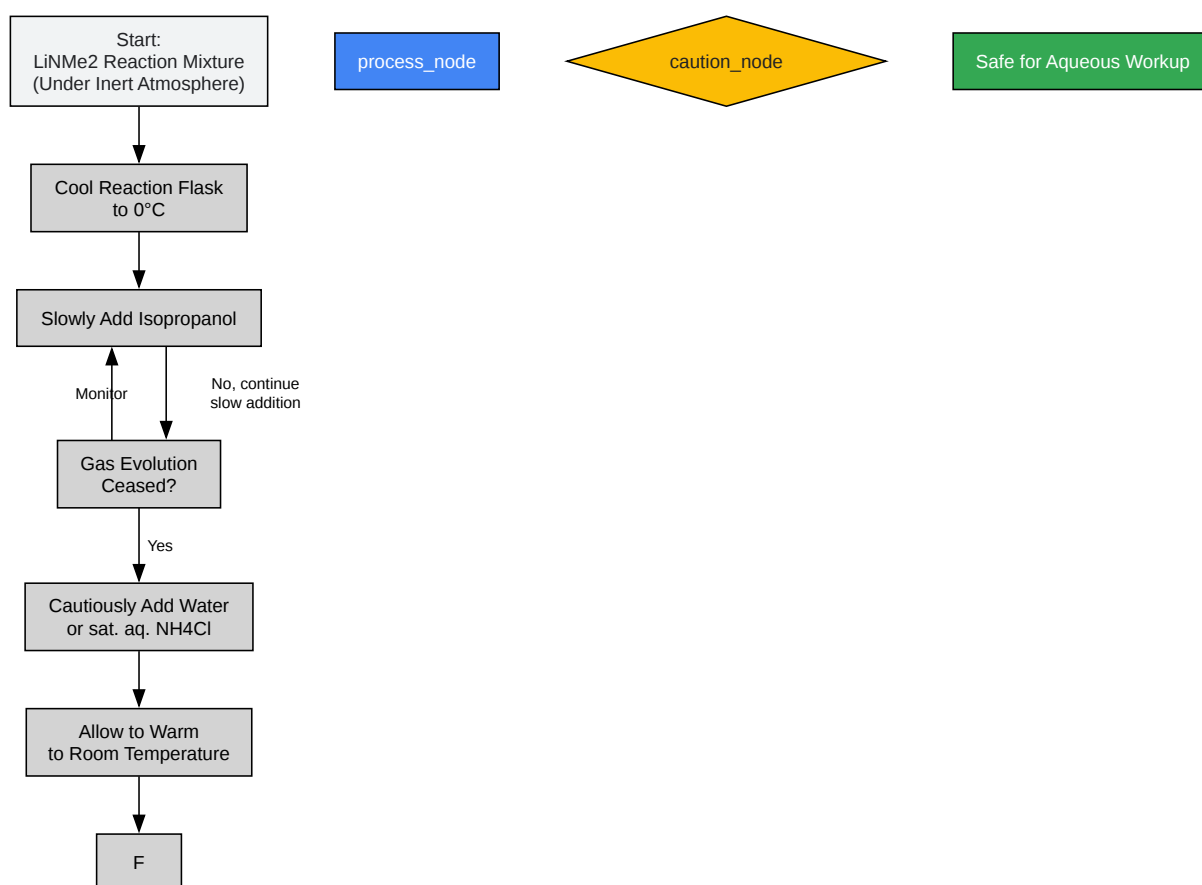 Start:
LiNMe2 Reaction Mixture
(Under Inert Atmosphere)
process_node
caution_node
Safe for Aqueous Workup
Cool Reaction Flask
to 0°C
Slowly Add Isopropanol
Monitor
No, continue
slow addition
Gas Evolution
Ceased?
Yes
Cautiously Add Water
or sat. aq. NH4Cl
Allow to Warm
to Room Temperature
F